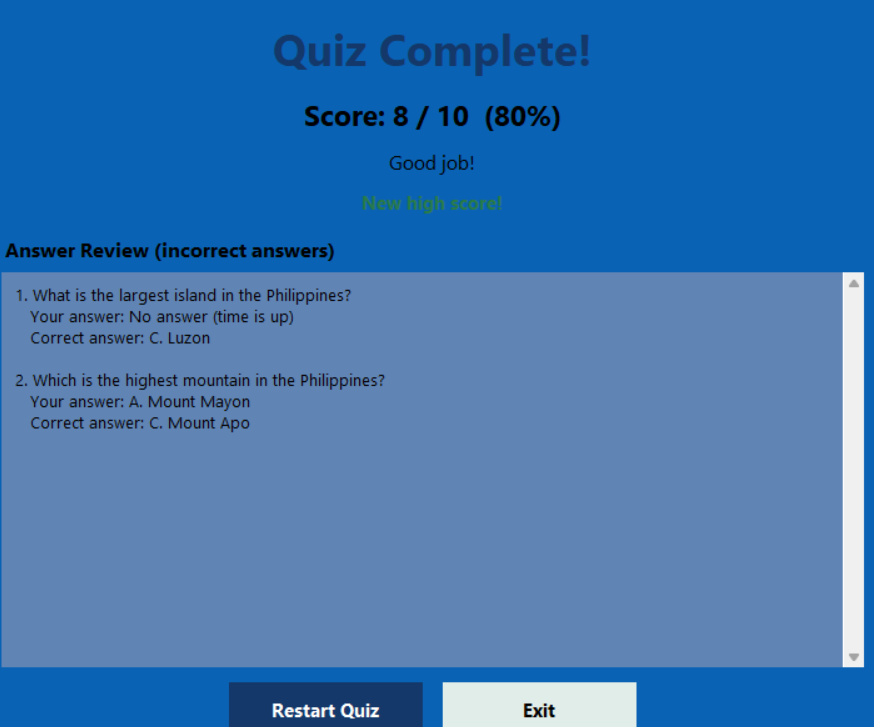 Quiz Complete!
Score: 8 / 10 (80%)
Good job!
New high score!
Answer Review (incorrect answers)
1. What is the largest island in the Philippines?
Your answer: No answer (time is up)
Correct answer: C. Luzon
2. Which is the highest mountain in the Philippines?
Your answer: A. Mount Mayon
Correct answer: C. Mount Apo
Restart Quiz
Exit